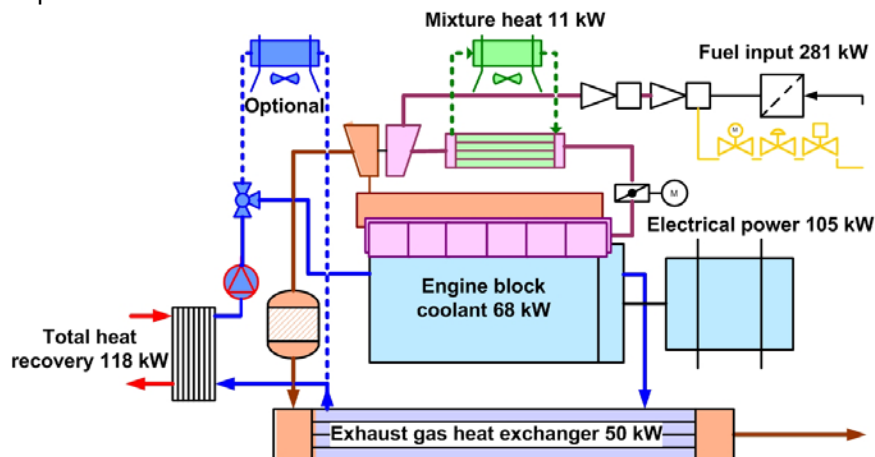 Mixture heat 11 kW
Fuel input 281 kW
Optional
M
M
Electrical power 105 kW
Engine block
coolant 68 kW
Total heat
recovery 118 kW
Exhaust gas heat exchanger 50 kW